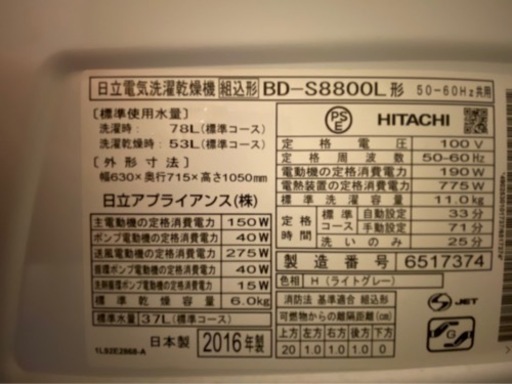 日立電気洗濯乾燥機 組込形 BD-S8800L形 50-60Hz共用
[標準使用水量]
洗濯時: 78L(標準コース)
洗濯乾燥時: 53L(標準コース)
[外形寸法]
幅630×奥行715×高さ1050mm
日立アプライアンス(株)
主電動機の定格消費電力 150W
ポンプ電動機の定格消費電力 40W
送風電動機の定格消費電力 275W
循環ポンプ電動機の定格消費電力 40W
洗剤循環ポンプ電動機の定格消費電力 15W
標準乾燥容量 6.0kg
標準水量 37L(標準コース)
日本製 2016年製
1L92E2868-A
PSE HITACHI
定格電圧 100V
定格周波数 50-60Hz
電動機の定格消費電力 190W
電熱装置の定格消費電力 775W
標準洗濯容量 11.0kg
定格時間 標準コース 自動設定 33分
手動設定 71分
洗いのみ 25分
製造番号 6517374
色相 H (ライトグレー)
消防法 基準適合 組込形
可燃物からの離隔距離(cm)
上方 左方 右方 前方 後方 下方
20 1.0 1.0 0 1.0 0
S JET
G